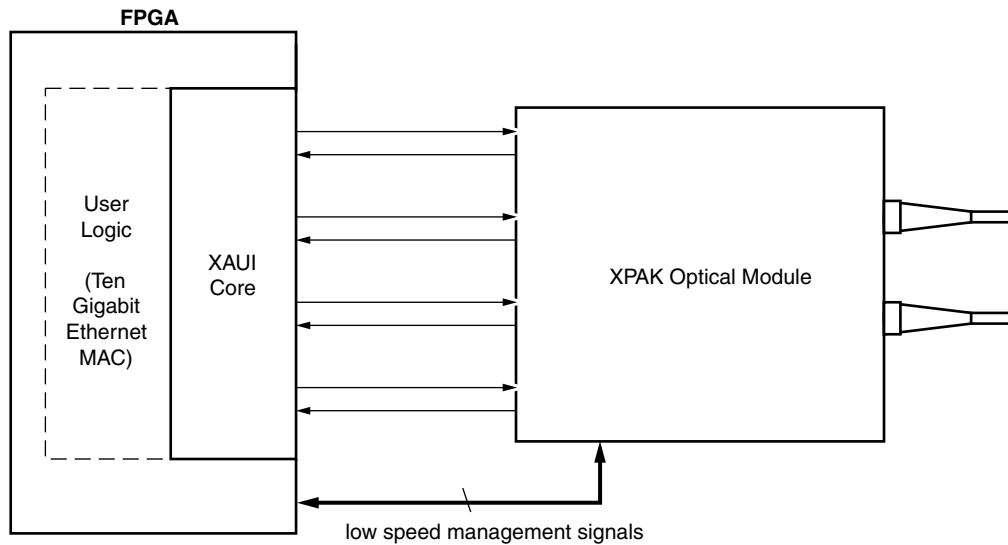 FPGA
User
Logic
(Ten
Gigabit
Ethernet
MAC)
XAUI
Core
XPAK Optical Module
low speed management signals